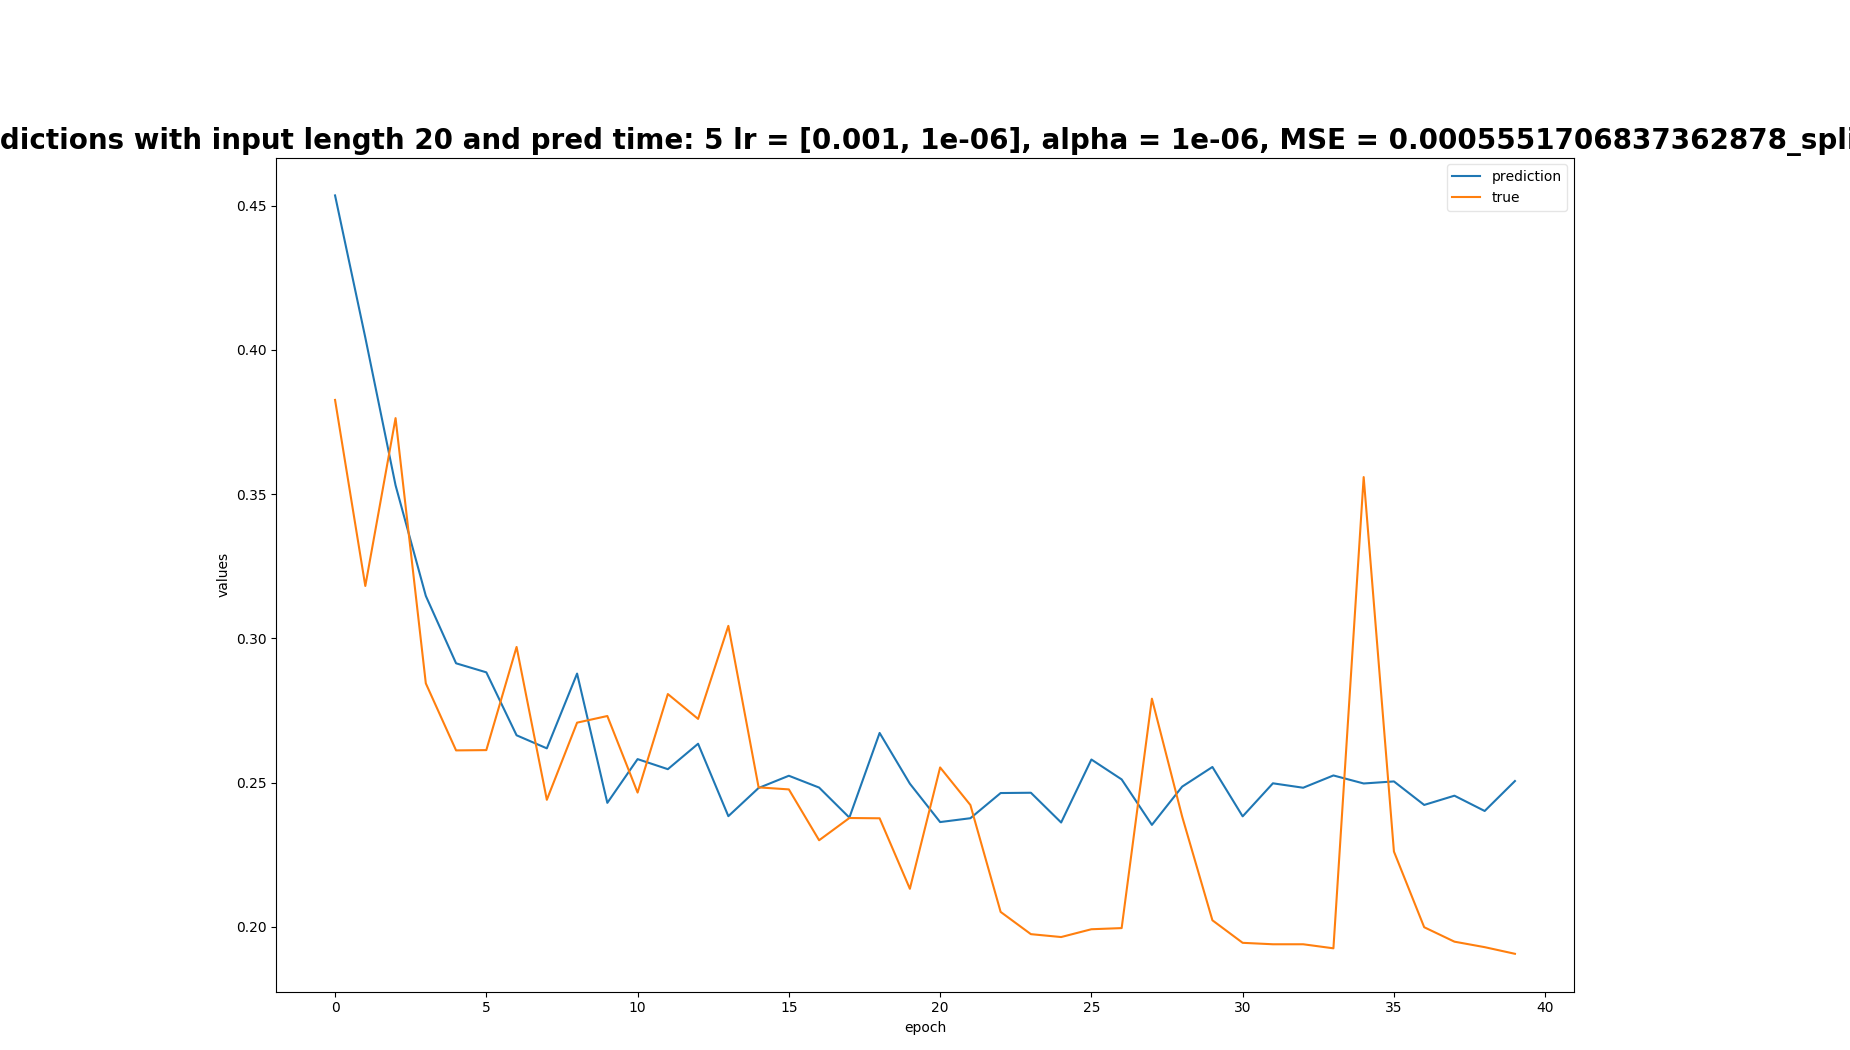 dictions with input length 20 and pred time: 5 lr = [0.001, 1e-06], alpha = 1e-06, MSE = 0.0005551706837362878_spli
prediction
true
0.45
0.40
0.35
0.30
0.25
0.20
values
0 5 10 15 20 25 30 35 40
epoch